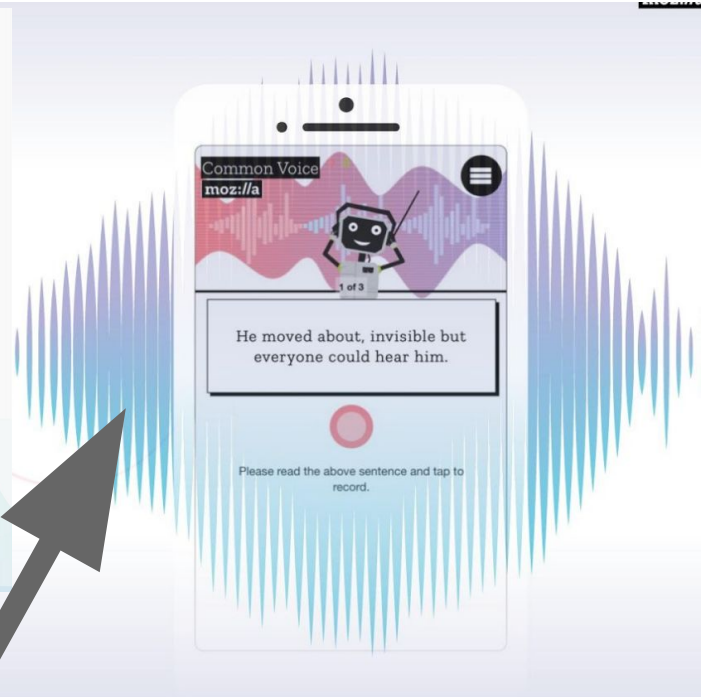 Common Voice
moz://a
1 of 3
He moved about, invisible but
everyone could hear him.
Please read the above sentence and tap to
record.